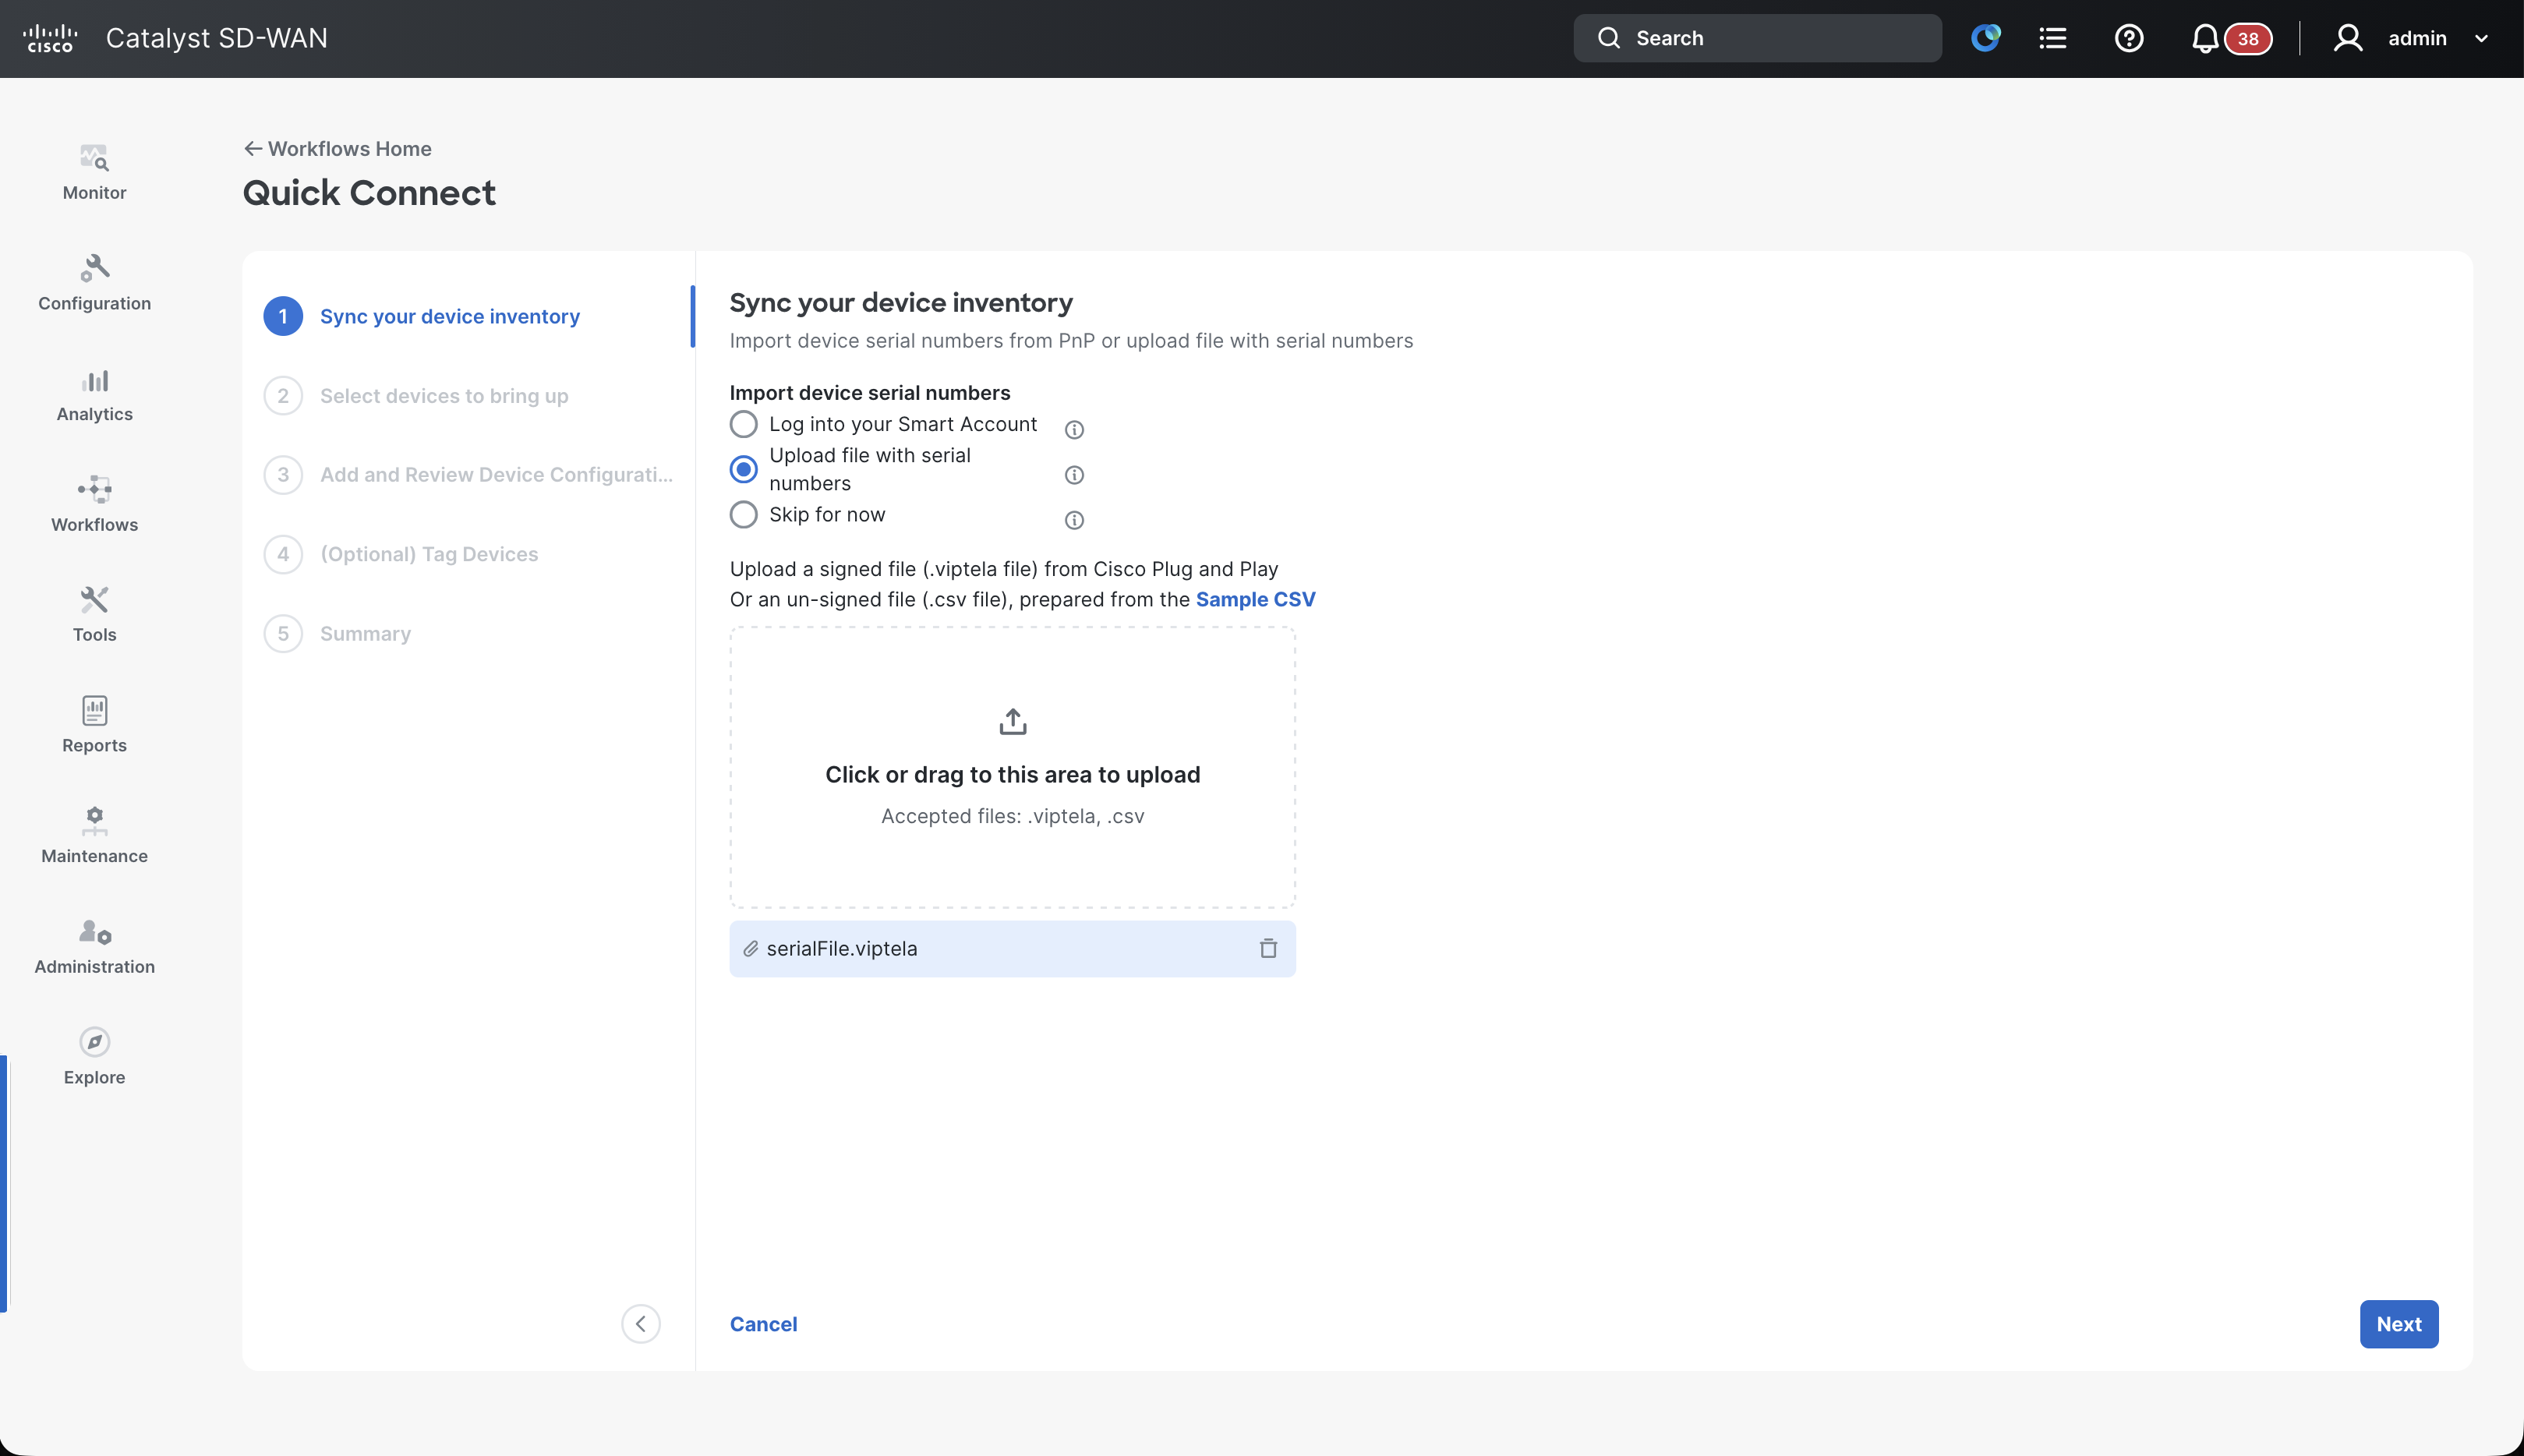 CISCO
Catalyst SD-WAN
Search
38
admin
Monitor
Configuration
Analytics
Workflows
Tools
Reports
Maintenance
Administration
Explore
Workflows Home
Quick Connect
1 Sync your device inventory
2 Select devices to bring up
3 Add and Review Device Configurati...
4 (Optional) Tag Devices
5 Summary
Sync your device inventory
Import device serial numbers from PnP or upload file with serial numbers
Import device serial numbers
Log into your Smart Account
Upload file with serial
numbers
Skip for now
Upload a signed file (.viptela file) from Cisco Plug and Play
Or an un-signed file (.csv file), prepared from the Sample CSV
Click or drag to this area to upload
Accepted files: .viptela, .csv
serialFile.viptela
Cancel
Next